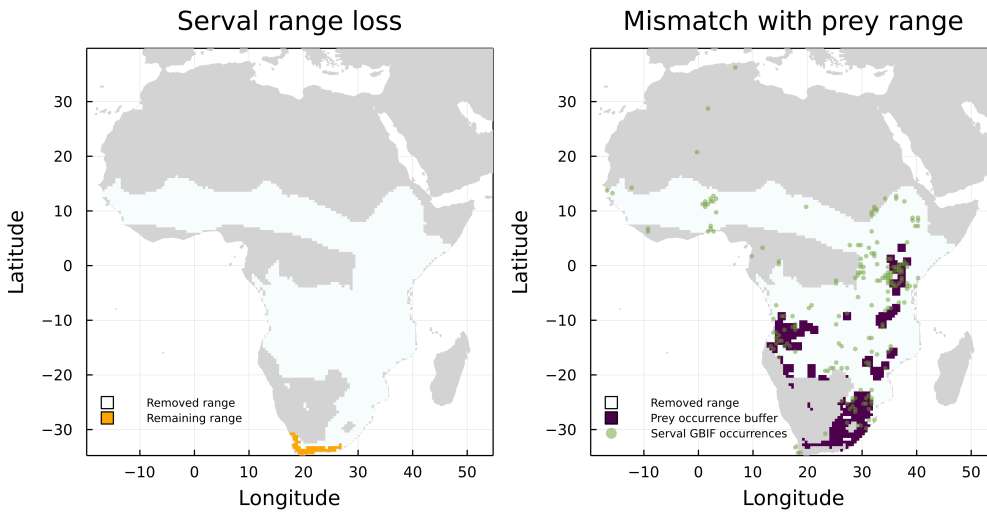 Serval range loss
Mismatch with prey range
Latitude
30
20
10
0
−10
−20
−30
Removed range
Remaining range
−10
0
10
20
30
40
50
Longitude
Latitude
30
20
10
0
−10
−20
−30
Removed range
Prey occurrence buffer
Serval GBIF occurrences
−10
0
10
20
30
40
50
Longitude